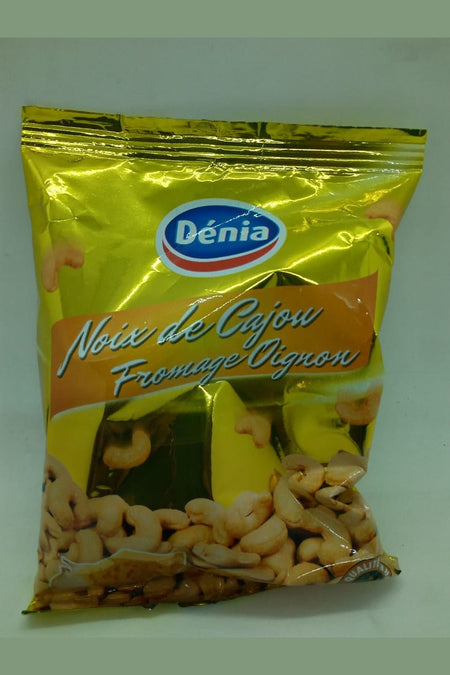 Dénia
Noix de Cajou
Fromage Oignon